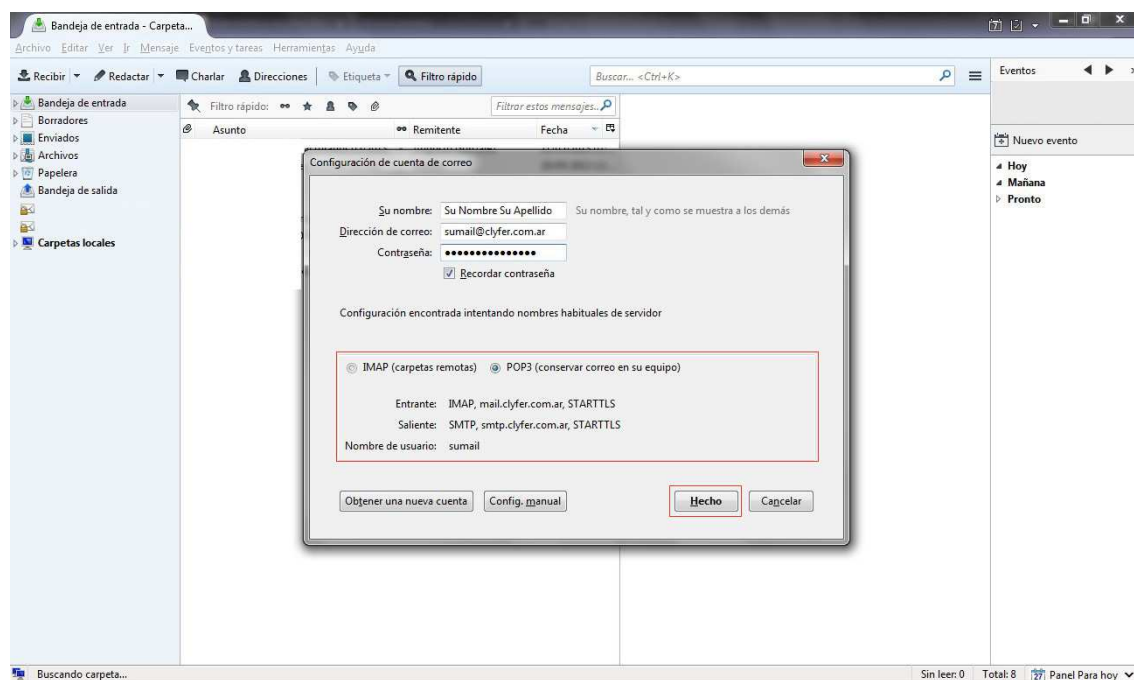 Bandeja de entrada - Carpeta...
Archivo Editar Ver Ir Mensaje Eventos y tareas Herramientas Ayuda
Recibir Redactar Charlar Direcciones Etiqueta Filtro rápido Buscar... <Ctrl+K>
Eventos
Bandeja de entrada
Borradores
Enviados
Archivos
Papelera
Bandeja de salida
Carpetas locales
Filtro rápido: Filtrar estos mensajes...
Asunto Remitente Fecha
Nuevo evento
Hoy
Mañana
Pronto
Configuración de cuenta de correo
Su nombre: Su Nombre Su Apellido Su nombre, tal y como se muestra a los demás
Dirección de correo: sumail@clyfer.com.ar
Contraseña: •••••••••••••••
Recordar contraseña
Configuración encontrada intentando nombres habituales de servidor
IMAP (carpetas remotas) POP3 (conservar correo en su equipo)
Entrante: IMAP, mail.clyfer.com.ar, STARTTLS
Saliente: SMTP, smtp.clyfer.com.ar, STARTTLS
Nombre de usuario: sumail
Obtener una nueva cuenta Config. manual Hecho Cancelar
Buscando carpeta... Sin leer: 0 Total: 8 27 Panel Para hoy